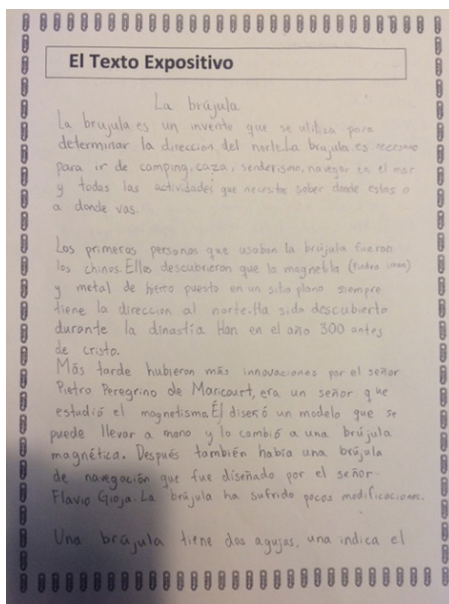 El Texto Expositivo
La brújula
La brujula es un invento que se utiliza para
determinar la direccion del norte.La brujula es necesario
para ir de camping, caza, senderismo, navegar en el mar
y todas las actividades que necesita saber donde estas o
a donde vas.
Los primeros personas que usaban la brújula fueron
los chinos. Ellos descubrieron que la magnetita (Piedra iman)
y metal de hierro puesto en un sitio plano siempre
tiene la direccion al norte. Ha sido descubierto
durante la dinastía Han en el año 300 antes
de cristo.
Más tarde hubieron más innovaciones por el señor
Pietro Peregrino de Maricourt, era un señor que
estudió el magnetismo. Él diseñó un modelo que se
puede llevar a mano y lo cambió a una brújula
magnética. Después también había una brújula
de navegación que fue diseñado por el señor
Flavio Gioja. La brújula ha sufrido pocas modificaciones.
Una brújula tiene dos agujas, una indica el